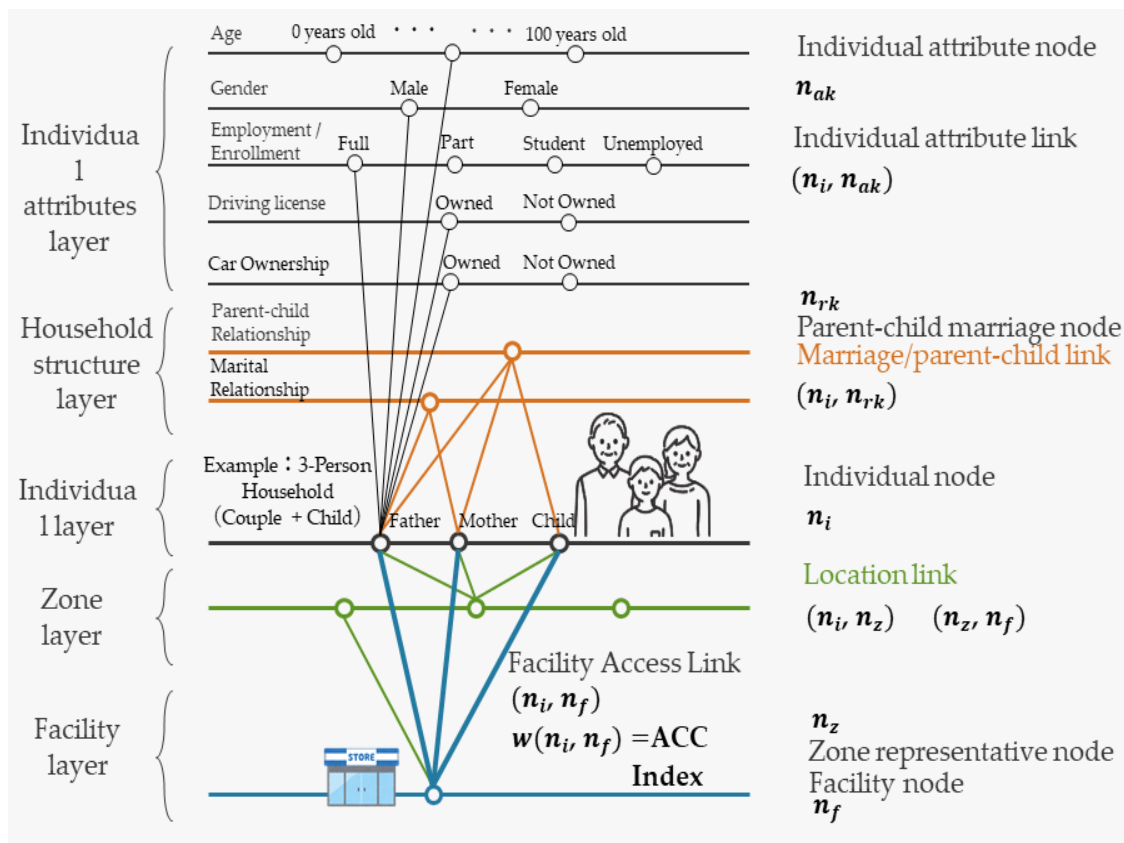 Age 0 years old · · · · · · 100 years old
Gender Male Female
Employment /
Enrollment Full Part Student Unemployed
Driving license Owned Not Owned
Car Ownership Owned Not Owned
Individua
l
attributes
layer
Individual attribute node
n_ak
Individual attribute link
(n_i, n_ak)
Parent-child
Relationship
Marital
Relationship
Household
structure
layer
n_rk
Parent-child marriage node
Marriage/parent-child link
(n_i, n_rk)
Example：3-Person
Household
（Couple + Child）
Father Mother Child
Individua
l layer
Individual node
n_i
Zone
layer
Location link
(n_i, n_z) (n_z, n_f)
Facility Access Link
(n_i, n_f)
w(n_i, n_f) =ACC
Index
Facility
layer
STORE
n_z
Zone representative node
Facility node
n_f